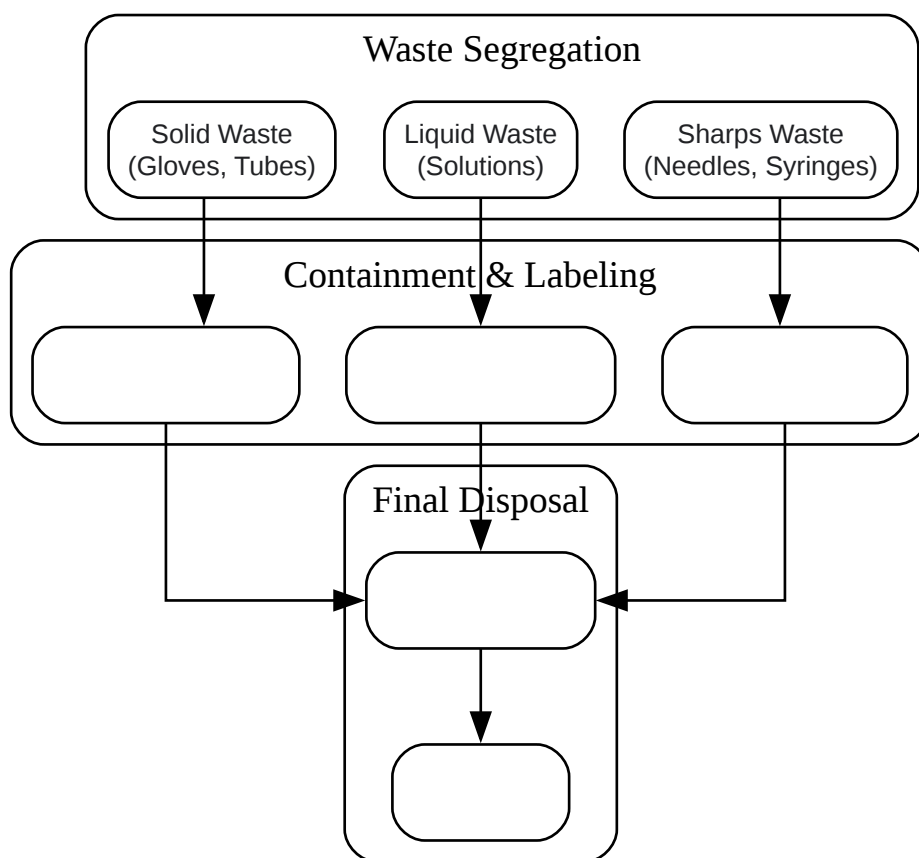 Waste Segregation
Solid Waste
(Gloves, Tubes)
Liquid Waste
(Solutions)
Sharps Waste
(Needles, Syringes)
Containment & Labeling
Final Disposal